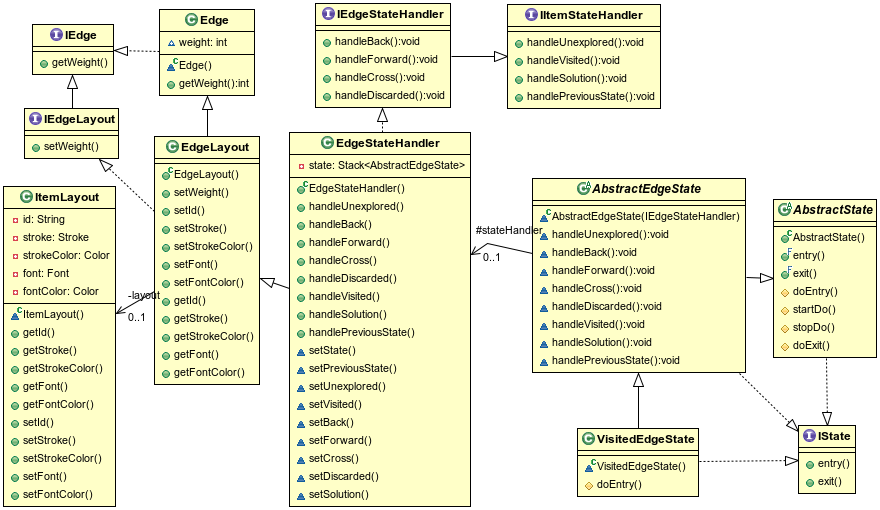 IEdge
getWeight()
Edge
weight: int
Edge()
getWeight():int
IEdgeStateHandler
handleBack():void
handleForward():void
handleCross():void
handleDiscarded():void
IItemStateHandler
handleUnexplored():void
handleVisited():void
handleSolution():void
handlePreviousState():void
IEdgeLayout
setWeight()
EdgeLayout
EdgeLayout()
setWeight()
setId()
setStroke()
setStrokeColor()
setFont()
setFontColor()
getId()
getStroke()
getStrokeColor()
getFont()
getFontColor()
EdgeStateHandler
state: Stack<AbstractEdgeState>
EdgeStateHandler()
handleUnexplored()
handleBack()
handleForward()
handleCross()
handleDiscarded()
handleVisited()
handleSolution()
handlePreviousState()
setState()
setPreviousState()
setUnexplored()
setVisited()
setBack()
setForward()
setCross()
setDiscarded()
setSolution()
ItemLayout
id: String
stroke: Stroke
strokeColor: Color
font: Font
fontColor: Color
ItemLayout()
getId()
getStroke()
getStrokeColor()
getFont()
getFontColor()
setId()
setStroke()
setStrokeColor()
setFont()
setFontColor()
-layout
0..1
#stateHandler
0..1
AbstractEdgeState
AbstractEdgeState(IEdgeStateHandler)
handleUnexplored():void
handleBack():void
handleForward():void
handleCross():void
handleDiscarded():void
handleVisited():void
handleSolution():void
handlePreviousState():void
AbstractState
AbstractState()
entry()
exit()
doEntry()
startDo()
stopDo()
doExit()
VisitedEdgeState
VisitedEdgeState()
doEntry()
IState
entry()
exit()